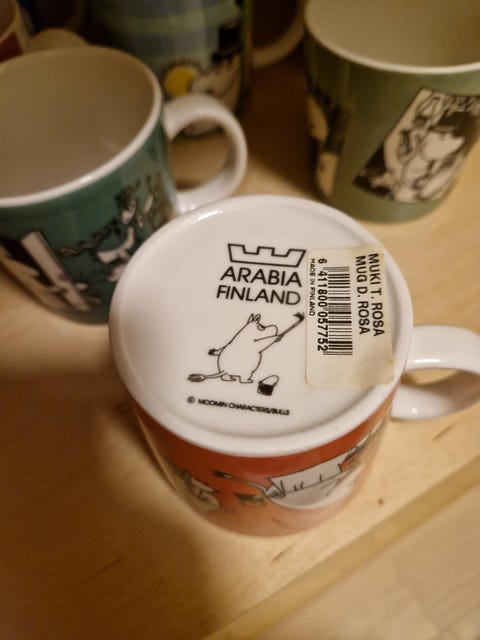 ARABIA
FINLAND
© MOOMIN CHARACTERS/BULLS
MUKI T. ROSA
MUG D. ROSA
6 411800 057752
MADE IN FINLAND